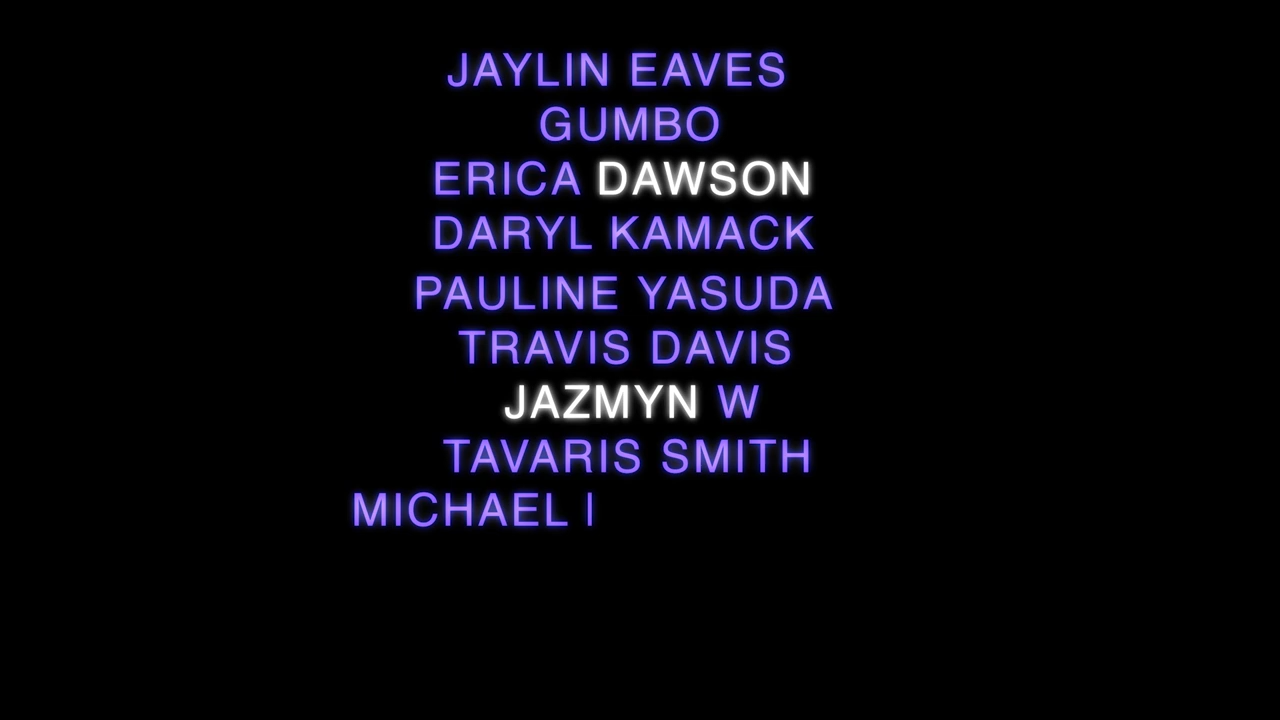 JAYLIN EAVES
GUMBO
ERICA DAWSON
DARYL KAMACK
PAULINE YASUDA
TRAVIS DAVIS
JAZMYN W
TAVARIS SMITH
MICHAEL